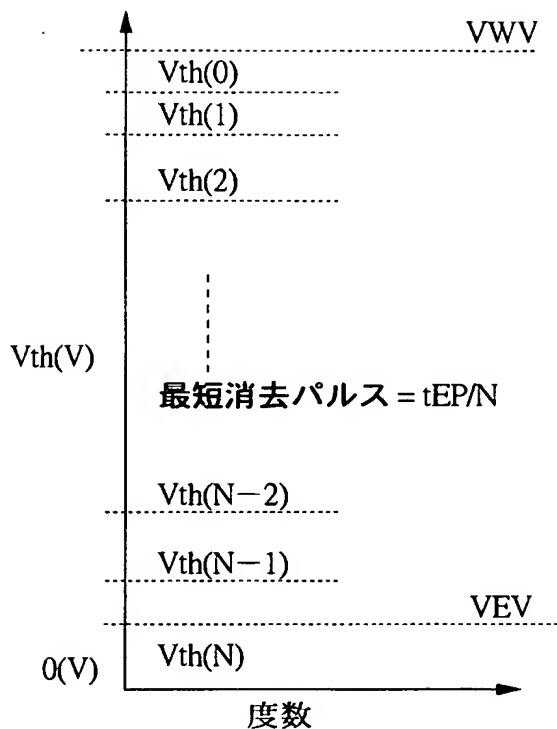 VWV
Vth(0)
Vth(1)
Vth(2)
Vth(V)
最短消去パルス = tEP/N
Vth(N−2)
Vth(N−1)
VEV
Vth(N)
0(V)
度数